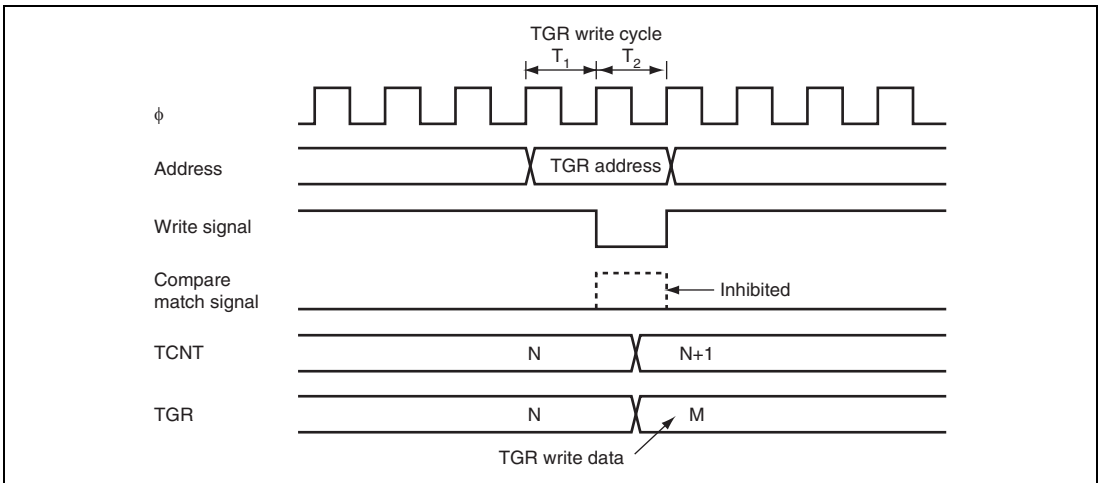 TGR write cycle
T1 T2
ϕ
Address
TGR address
Write signal
Compare
match signal
Inhibited
TCNT
N
N+1
TGR
N
M
TGR write data